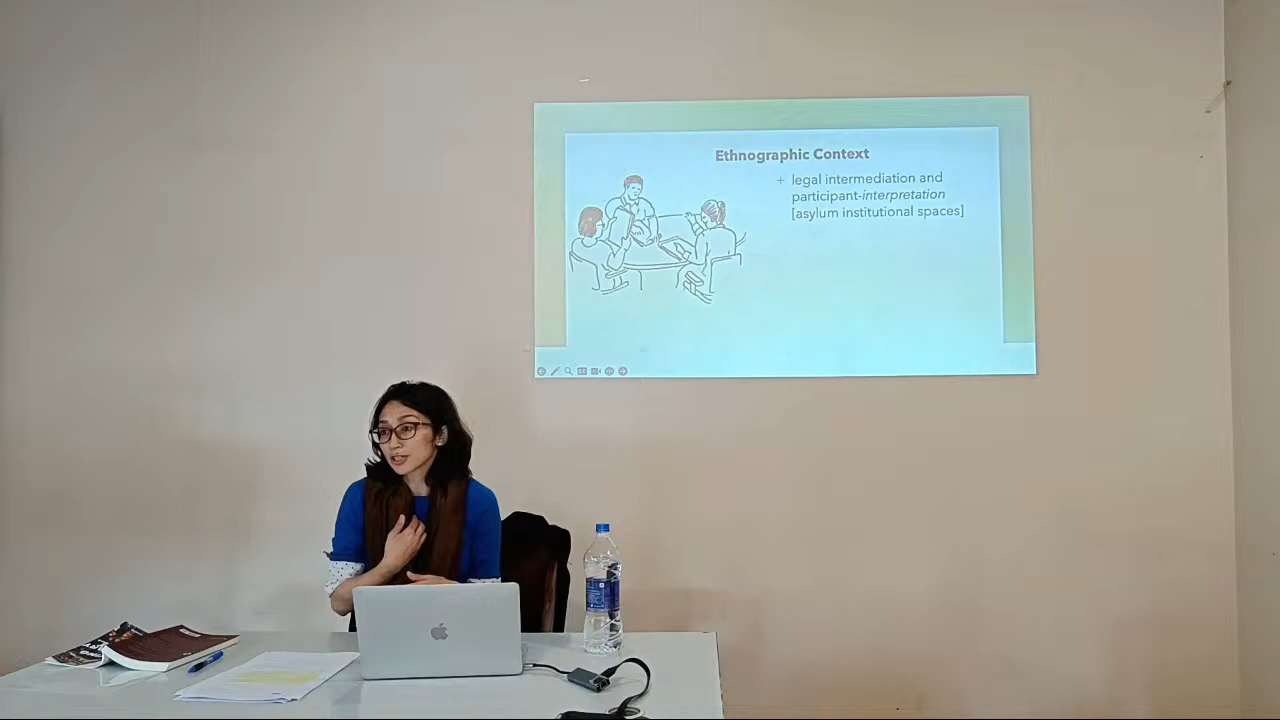 Ethnographic Context
+ legal intermediation and
participant-interpretation
[asylum institutional spaces]